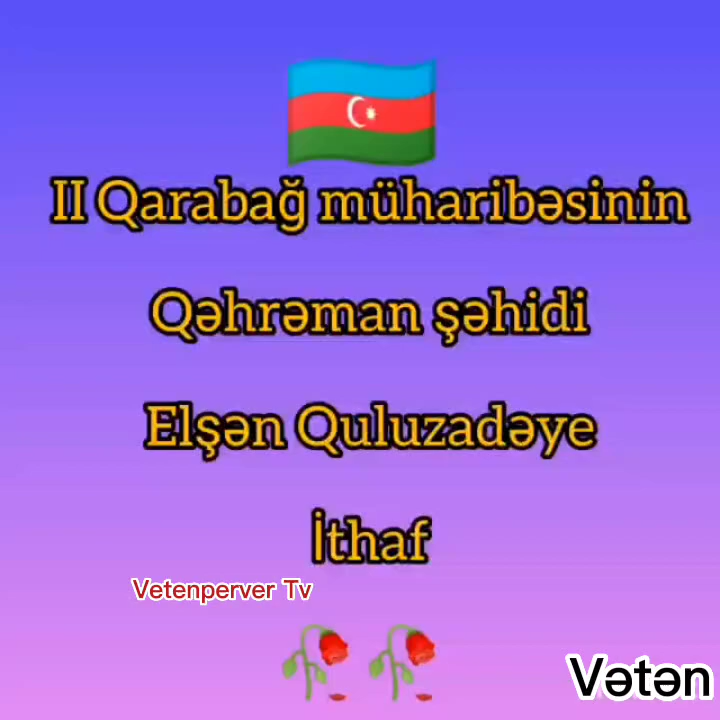 II Qarabağ müharibəsinin
Qəhrəman şəhidi
Elşən Quluzadəye
İthaf
Vetenperver Tv
Vətən